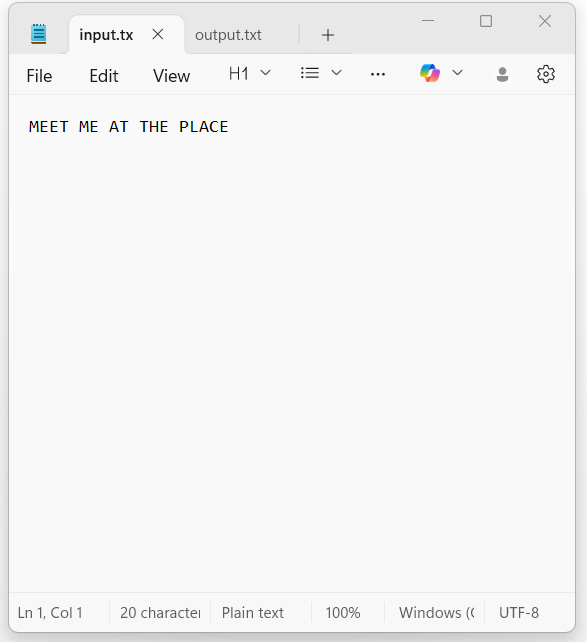 input.tx
output.txt
File Edit View H1
MEET ME AT THE PLACE
Ln 1, Col 1 20 character Plain text 100% Windows (C UTF-8